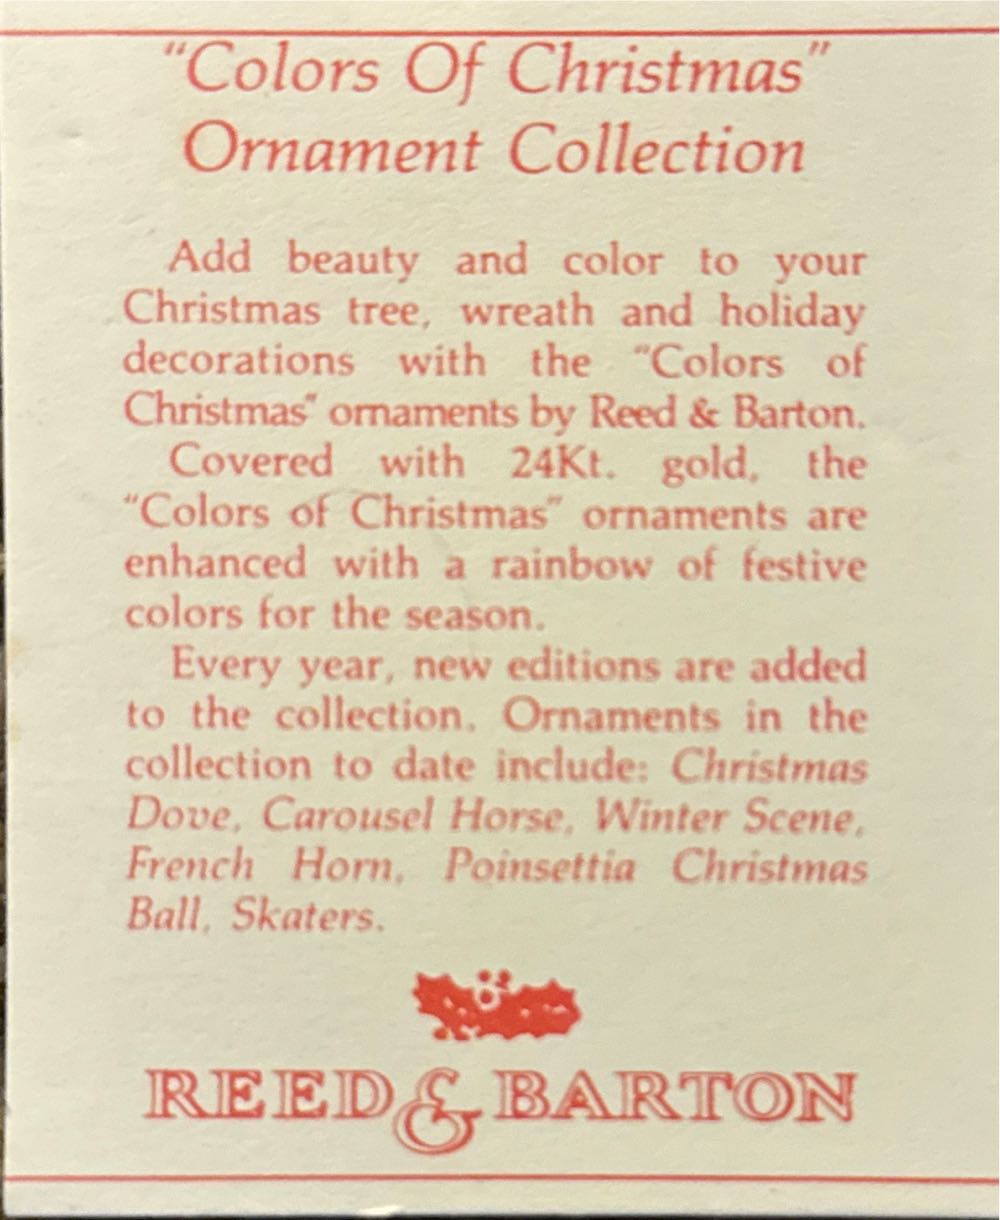 "Colors Of Christmas"
Ornament Collection
Add beauty and color to your
Christmas tree, wreath and holiday
decorations with the "Colors of
Christmas" ornaments by Reed & Barton.
Covered with 24Kt. gold, the
"Colors of Christmas" ornaments are
enhanced with a rainbow of festive
colors for the season.
Every year, new editions are added
to the collection. Ornaments in the
collection to date include: Christmas
Dove, Carousel Horse, Winter Scene,
French Horn, Poinsettia Christmas
Ball, Skaters.
REED & BARTON